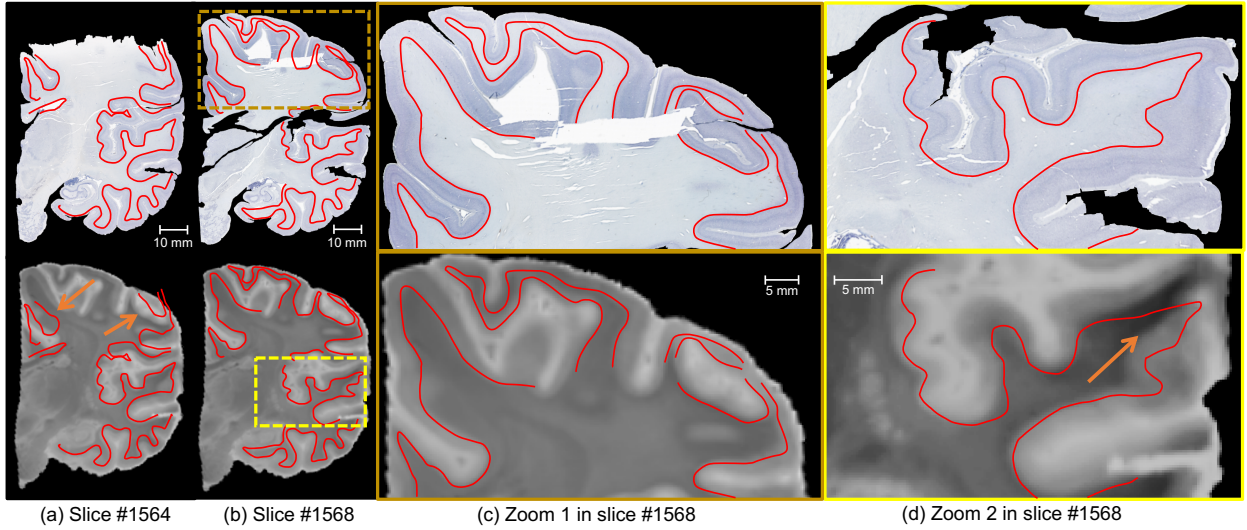 10 mm
10 mm
5 mm
5 mm
(a) Slice #1564
(b) Slice #1568
(c) Zoom 1 in slice #1568
(d) Zoom 2 in slice #1568